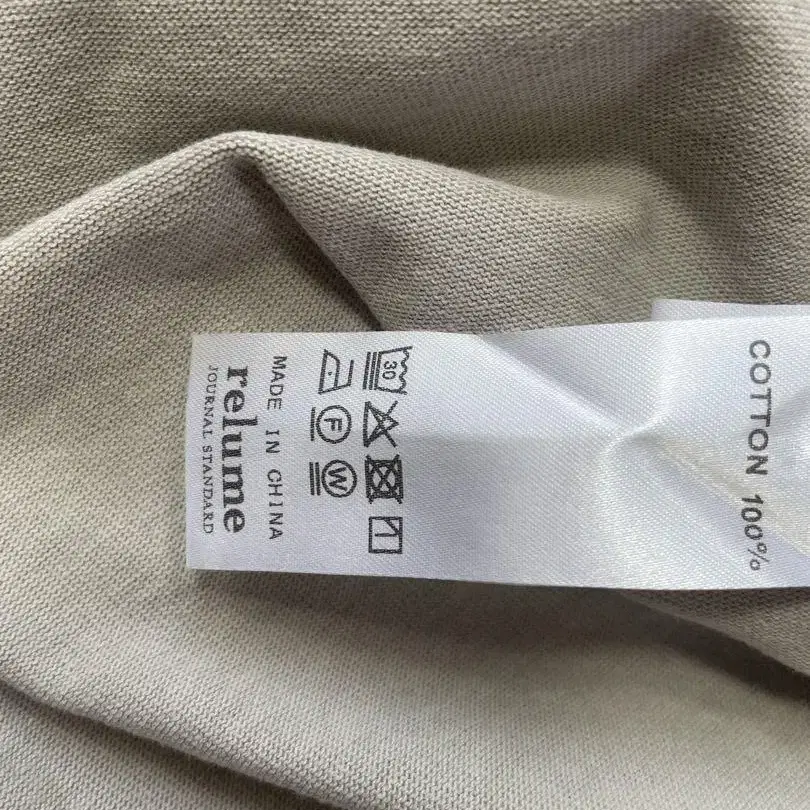 COTTON 100%
30
F W
MADE IN CHINA
relume
JOURNAL STANDARD